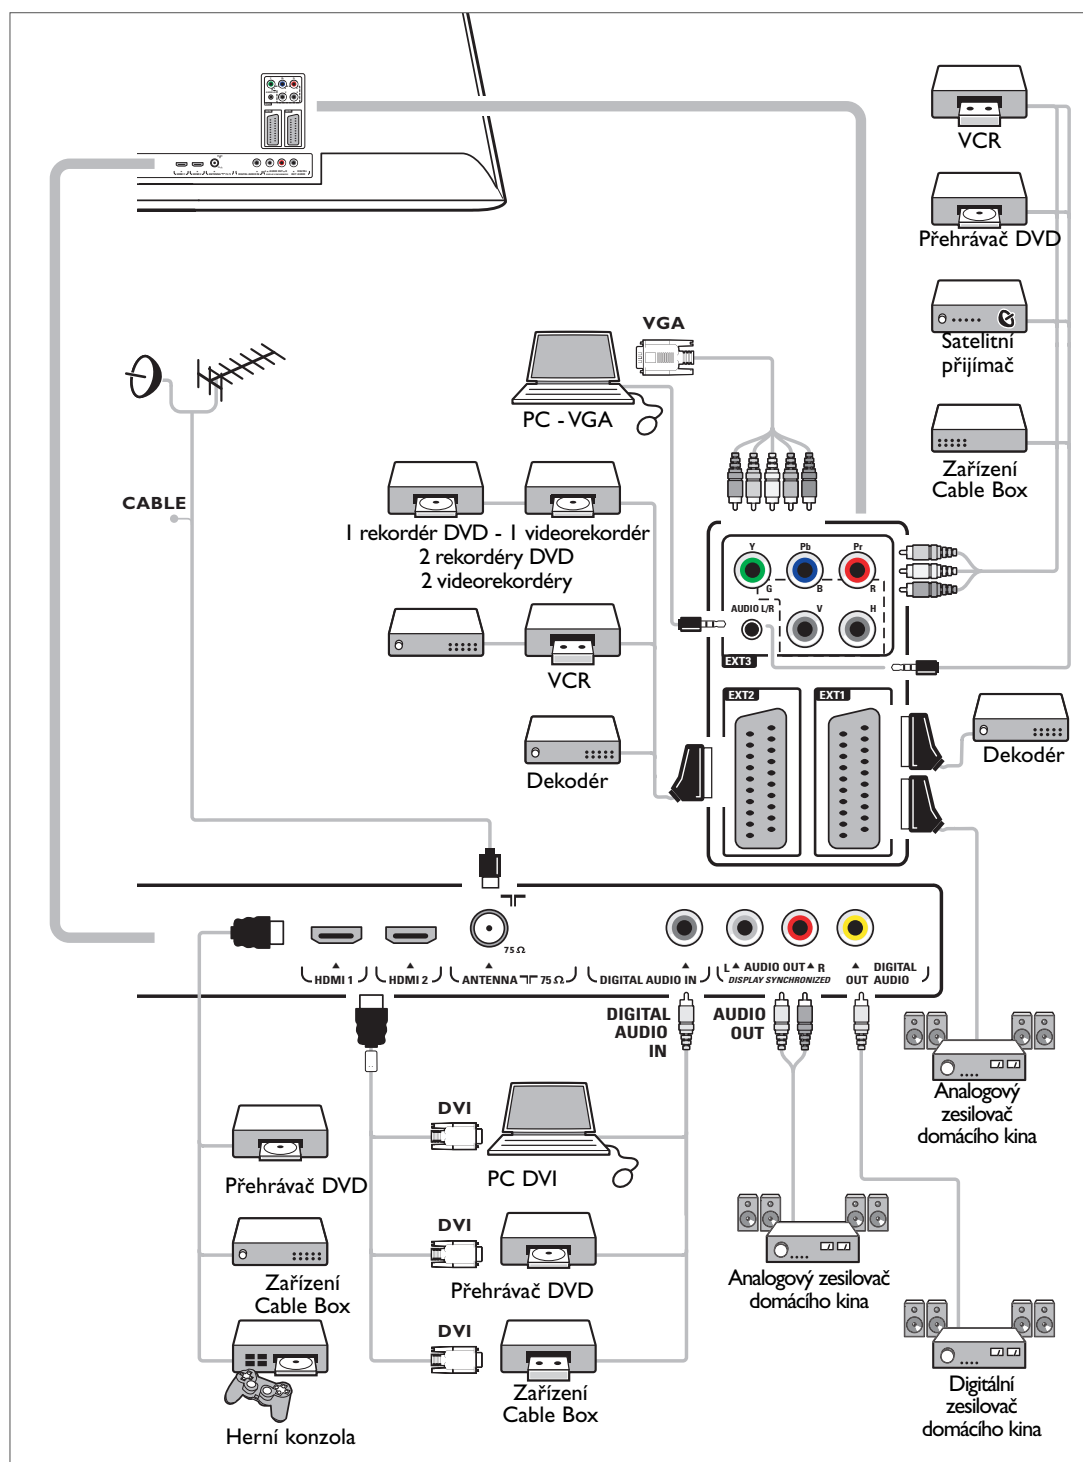 VCR
Přehrávač DVD
Satelitní
přijímač
Zařízení
Cable Box
VGA
PC - VGA
CABLE
1 rekordér DVD - 1 videorekordér
2 rekordéry DVD
2 videorekordéry
VCR
Dekodér
Y Pb Pr
G B R
AUDIO L/R V H
EXT3
EXT2 EXT1
Dekodér
75 Ω
HDMI 1 HDMI 2 ANTENNA 75 Ω DIGITAL AUDIO IN
L AUDIO OUT R
DISPLAY SYNCHRONIZED
DIGITAL
OUT AUDIO
DIGITAL
AUDIO
IN
AUDIO
OUT
Analogový
zesilovač
domácího kina
DVI
PC DVI
Přehrávač DVD
DVI
Přehrávač DVD
Zařízení
Cable Box
Analogový zesilovač
domácího kina
DVI
Zařízení
Cable Box
Herní konzola
Digitální
zesilovač
domácího kina